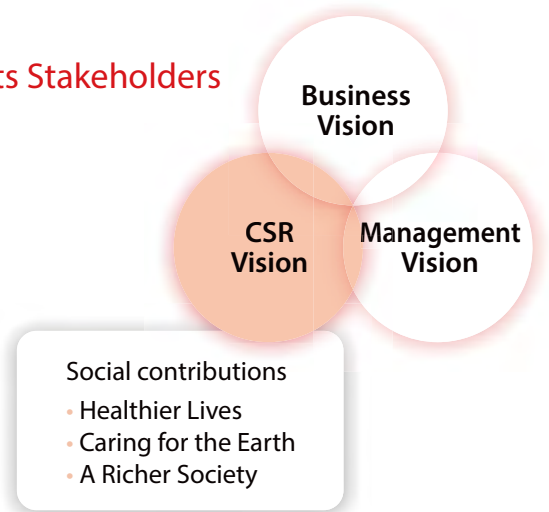 ts Stakeholders
Business
Vision
CSR
Vision
Management
Vision
Social contributions
• Healthier Lives
• Caring for the Earth
• A Richer Society